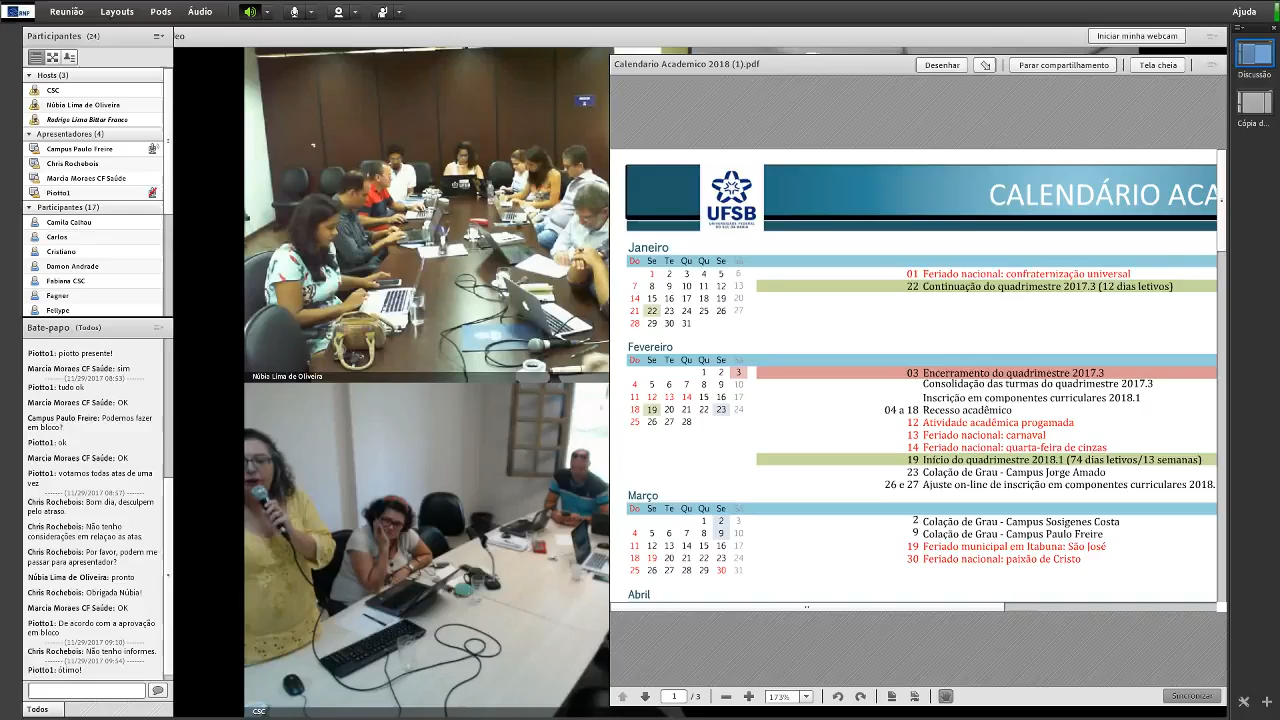 RNP Reunião Layouts Pods Áudio Ajuda
Participantes (24)
eo
Iniciar minha webcam
Hosts (3)
CSC
Núbia Lima de Oliveira
Rodrigo Lima Bittar Franco
Apresentadores (4)
Campus Paulo Freire
Chris Rochebois
Marcia Moraes CF Saúde
Piotto1
Participantes (17)
Camila Calhau
Carlos
Cristiano
Damon Andrade
Fabiana CSC
Fagner
Fellype
Bate-papo (Todos)
Piotto1: piotto presente!
Marcia Moraes CF Saúde: sim
------ (11/29/2017 08:53) ------
Piotto1: tudo ok
Marcia Moraes CF Saúde: OK
Campus Paulo Freire: Podemos fazer
em bloco?
Piotto1: ok
Marcia Moraes CF Saúde: OK
Piotto1: votamos todas atas de uma
vez
------ (11/29/2017 08:57) ------
Chris Rochebois: Bom dia, desculpem
pelo atraso.
Chris Rochebois: Não tenho
considerações em relaçao as atas.
Chris Rochebois: Por favor, podem me
passar para apresentador?
Núbia Lima de Oliveira: pronto
Chris Rochebois: Obrigada Núbia!
Marcia Moraes CF Saúde: OK
Piotto1: De acordo com a aprovação
em bloco
------ (11/29/2017 09:10) ------
Chris Rochebois: Não tenho informes.
------ (11/29/2017 09:54) ------
Piotto1: ótimo!
Todos
Núbia Lima de Oliveira
CSC
Calendario Academico 2018 (1).pdf
Desenhar Parar compartilhamento Tela cheia
UFSB
UNIVERSIDADE FEDERAL
DO SUL DA BAHIA
CALENDÁRIO ACA
Janeiro
Do Se Te Qu Qu Se Sa
1 2 3 4 5 6
7 8 9 10 11 12 13
14 15 16 17 18 19 20
21 22 23 24 25 26 27
28 29 30 31
01 Feriado nacional: confraternização universal
22 Continuação do quadrimestre 2017.3 (12 dias letivos)
Fevereiro
Do Se Te Qu Qu Se Sa
1 2 3
4 5 6 7 8 9 10
11 12 13 14 15 16 17
18 19 20 21 22 23 24
25 26 27 28
03 Encerramento do quadrimestre 2017.3
Consolidação das turmas do quadrimestre 2017.3
Inscrição em componentes curriculares 2018.1
04 a 18 Recesso acadêmico
12 Atividade acadêmica progamada
13 Feriado nacional: carnaval
14 Feriado nacional: quarta-feira de cinzas
19 Início do quadrimestre 2018.1 (74 dias letivos/13 semanas)
23 Colação de Grau - Campus Jorge Amado
26 e 27 Ajuste on-line de inscrição em componentes curriculares 2018.
Março
Do Se Te Qu Qu Se Sa
1 2 3
4 5 6 7 8 9 10
11 12 13 14 15 16 17
18 19 20 21 22 23 24
25 26 27 28 29 30 31
2 Colação de Grau - Campus Sosigenes Costa
9 Colação de Grau - Campus Paulo Freire
19 Feriado municipal em Itabuna: São José
30 Feriado nacional: paixão de Cristo
Abril
1 / 3 173% Sincronizar
Discussão
Cópia d...